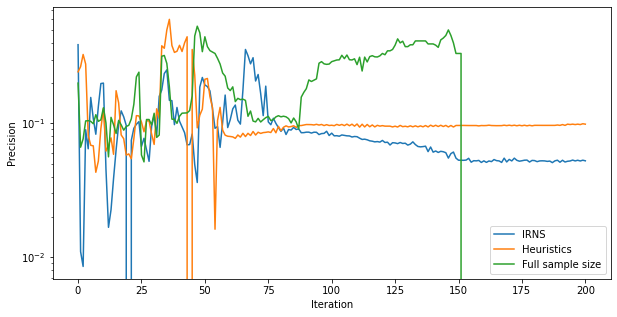 Precision
10⁻¹
10⁻²
0
25
50
75
100
125
150
175
200
Iteration
IRNS
Heuristics
Full sample size